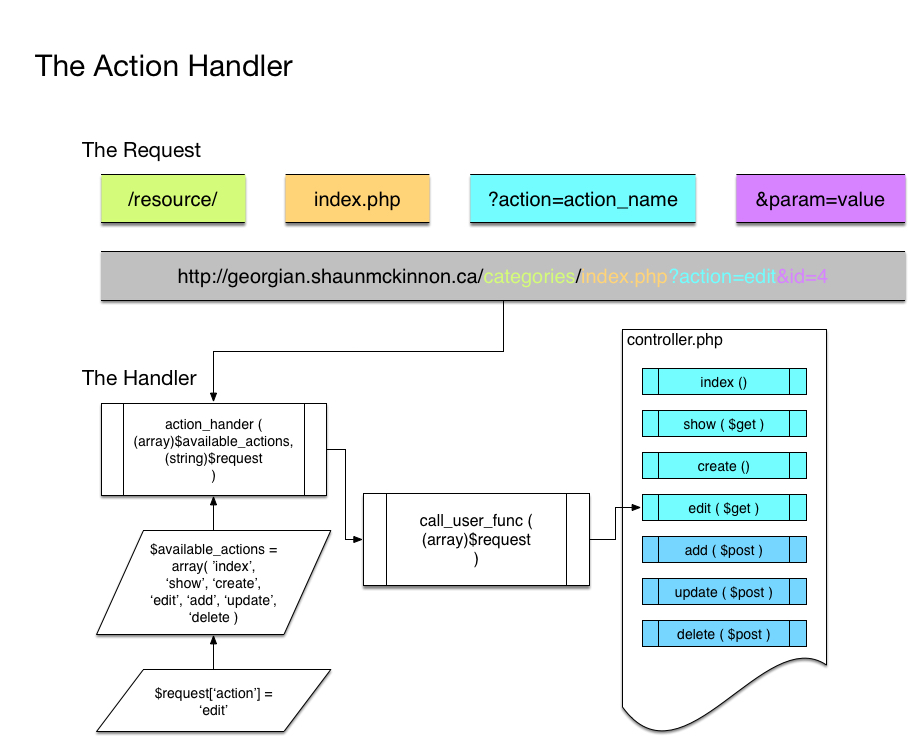 The Action Handler
The Request
/resource/
index.php
?action=action_name
&param=value
http://georgian.shaunmckinnon.ca/categories/index.php?action=edit&id=4
The Handler
action_hander (
(array)$available_actions,
(string)$request
)
$available_actions =
array( ’index’,
‘show’, ‘create’,
‘edit’, ‘add’, ‘update’,
‘delete )
$request[‘action’] =
‘edit’
call_user_func (
(array)$request
)
controller.php
index ()
show ( $get )
create ()
edit ( $get )
add ( $post )
update ( $post )
delete ( $post )